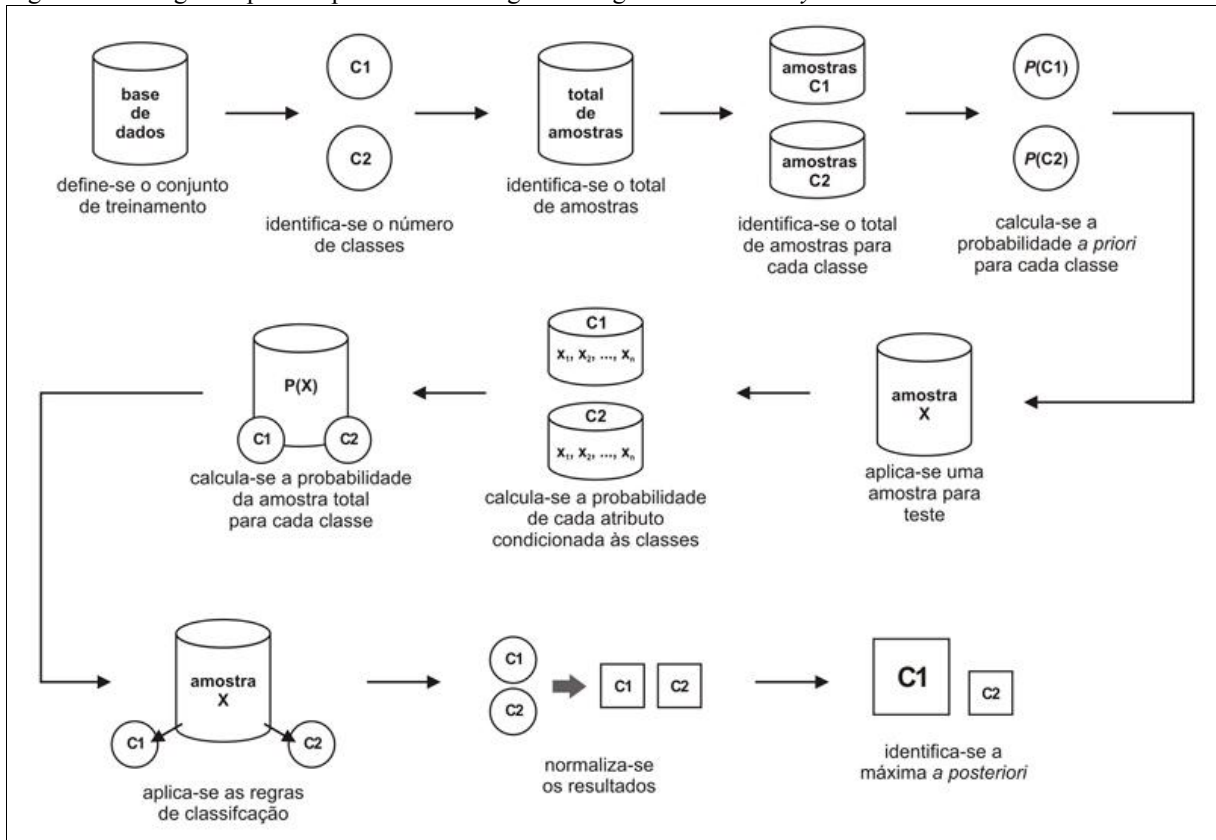 base
de
dados
define-se o conjunto
de treinamento
C1
C2
identifica-se o número
de classes
total
de
amostras
identifica-se o total
de amostras
amostras
C1
amostras
C2
identifica-se o total
de amostras para
cada classe
P(C1)
P(C2)
calcula-se a
probabilidade a priori
para cada classe
amostra
X
aplica-se uma
amostra para
teste
C1
X₁, X₂, ..., Xₙ
C2
X₁, X₂, ..., Xₙ
calcula-se a probabilidade
de cada atributo
condicionada às classes
P(X)
C1
C2
calcula-se a probabilidade
da amostra total
para cada classe
amostra
X
C1
C2
aplica-se as regras
de classifcação
C1
C2
C1
C2
normaliza-se
os resultados
C1
C2
identifica-se a
máxima a posteriori